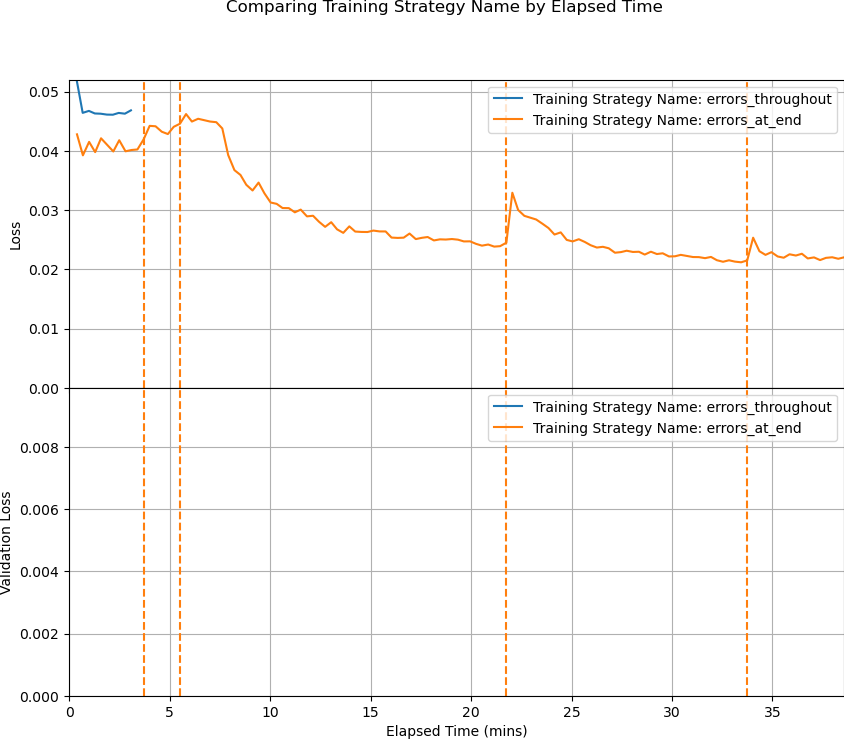 Comparing Training Strategy Name by Elapsed Time
0.05
0.04
0.03
0.02
0.01
0.00
Loss
Training Strategy Name: errors_throughout
Training Strategy Name: errors_at_end
0.008
0.006
0.004
0.002
0.000
Validation Loss
Training Strategy Name: errors_throughout
Training Strategy Name: errors_at_end
0 5 10 15 20 25 30 35
Elapsed Time (mins)